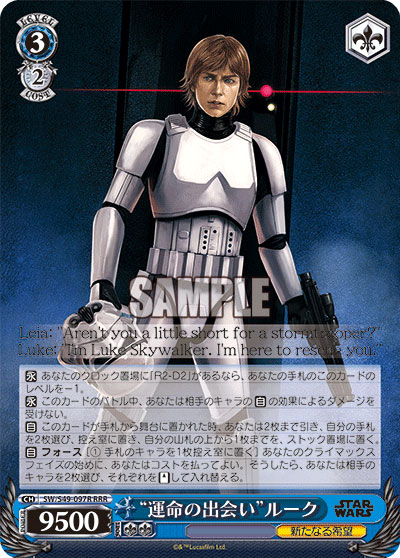 LEVEL
3
2
COST
SAMPLE
Leia: "Aren't you a little short for a stormtrooper?"
Luke: "I'm Luke Skywalker. I'm here to rescue you."
永 あなたのクロック置場に「R2-D2」があるなら、あなたの手札のこのカードの
レベルを－1。
永 このカードのバトル中、あなたは相手のキャラの 自 の効果によるダメージを
受けない。
自 このカードが手札から舞台に置かれた時、あなたは2枚まで引き、自分の手札
を2枚選び、控え室に置き、自分の山札の上から1枚までを、ストック置場に置く。
自 フォース ［① 手札のキャラを1枚控え室に置く］ あなたのクライマックス
フェイズの始めに、あなたはコストを払ってよい。そうしたら、あなたは相手の
キャラを2枚選び、それぞれを して入れ替える。
CH SW/S49-097R RRR
9500
"運命の出会い"ルーク
新たなる希望
STAR WARS
©&™Lucasfilm Ltd.